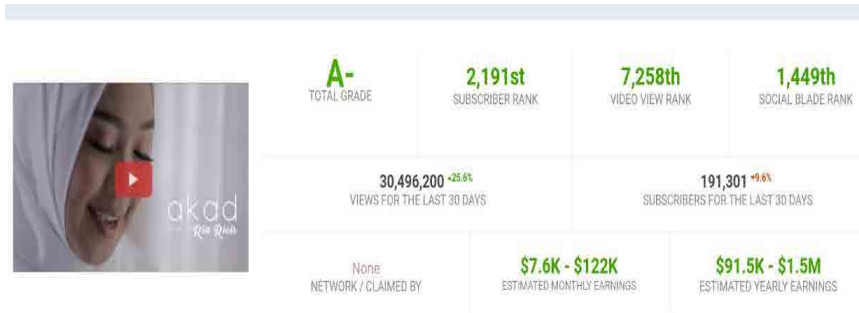 A-
TOTAL GRADE
2,191st
SUBSCRIBER RANK
7,258th
VIDEO VIEW RANK
1,449th
SOCIAL BLADE RANK
30,496,200 +25.6%
VIEWS FOR THE LAST 30 DAYS
191,301 -9.6%
SUBSCRIBERS FOR THE LAST 30 DAYS
akad
Ria Ricis
None
NETWORK / CLAIMED BY
$7.6K - $122K
ESTIMATED MONTHLY EARNINGS
$91.5K - $1.5M
ESTIMATED YEARLY EARNINGS